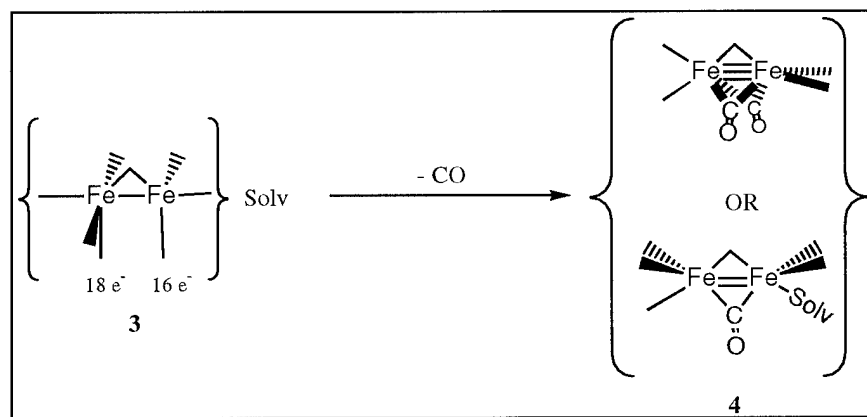 Fe Fe
C C
O O
- CO
Fe Fe Solv
OR
18 e- 16 e-
Fe Fe
Solv
C
O
3
4